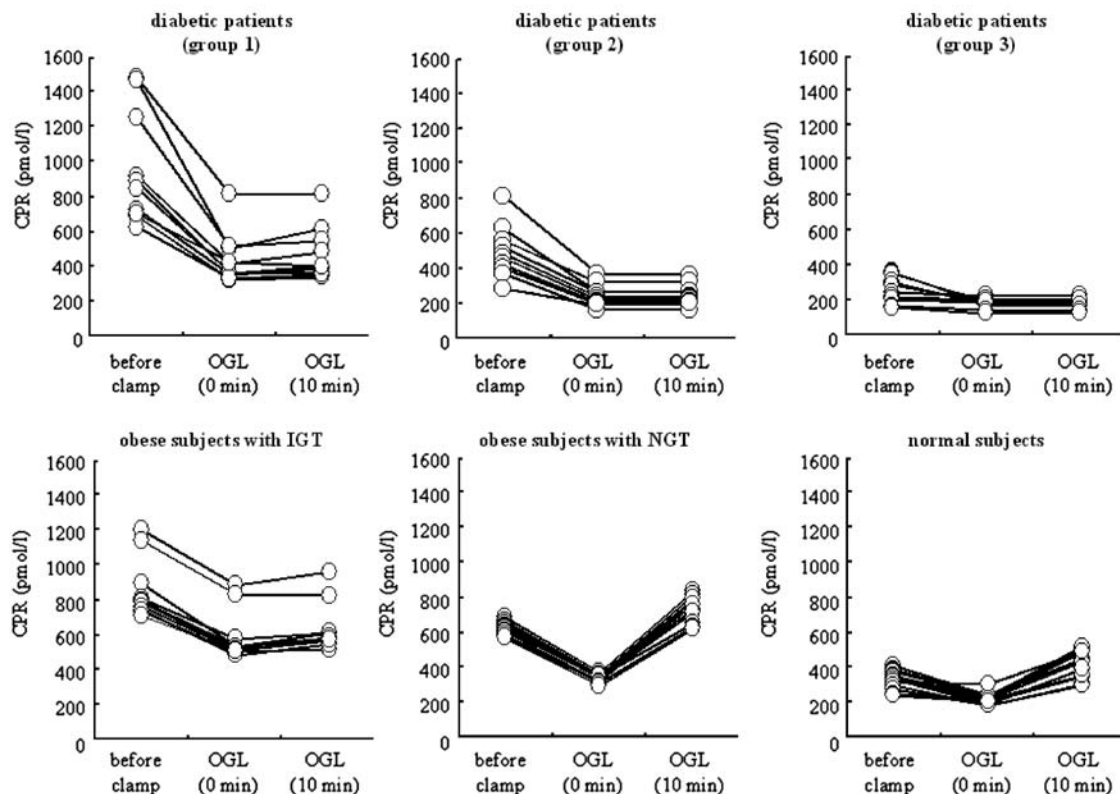 diabetic patients
(group 1)
1600
1400
1200
1000
800
600
400
200
0
CPR (pmol/l)
before
clamp
OGL
(0 min)
OGL
(10 min)
diabetic patients
(group 2)
1600
1400
1200
1000
800
600
400
200
0
CPR (pmol/l)
before
clamp
OGL
(0 min)
OGL
(10 min)
diabetic patients
(group 3)
1600
1400
1200
1000
800
600
400
200
0
CPR (pmol/l)
before
clamp
OGL
(0 min)
OGL
(10 min)
obese subjects with IGT
1600
1400
1200
1000
800
600
400
200
0
CPR (pmol/l)
before
clamp
OGL
(0 min)
OGL
(10 min)
obese subjects with NGT
1600
1400
1200
1000
800
600
400
200
0
CPR (pmol/l)
before
clamp
OGL
(0 min)
OGL
(10 min)
normal subjects
1600
1400
1200
1000
800
600
400
200
0
CPR (pmol/l)
before
clamp
OGL
(0 min)
OGL
(10 min)